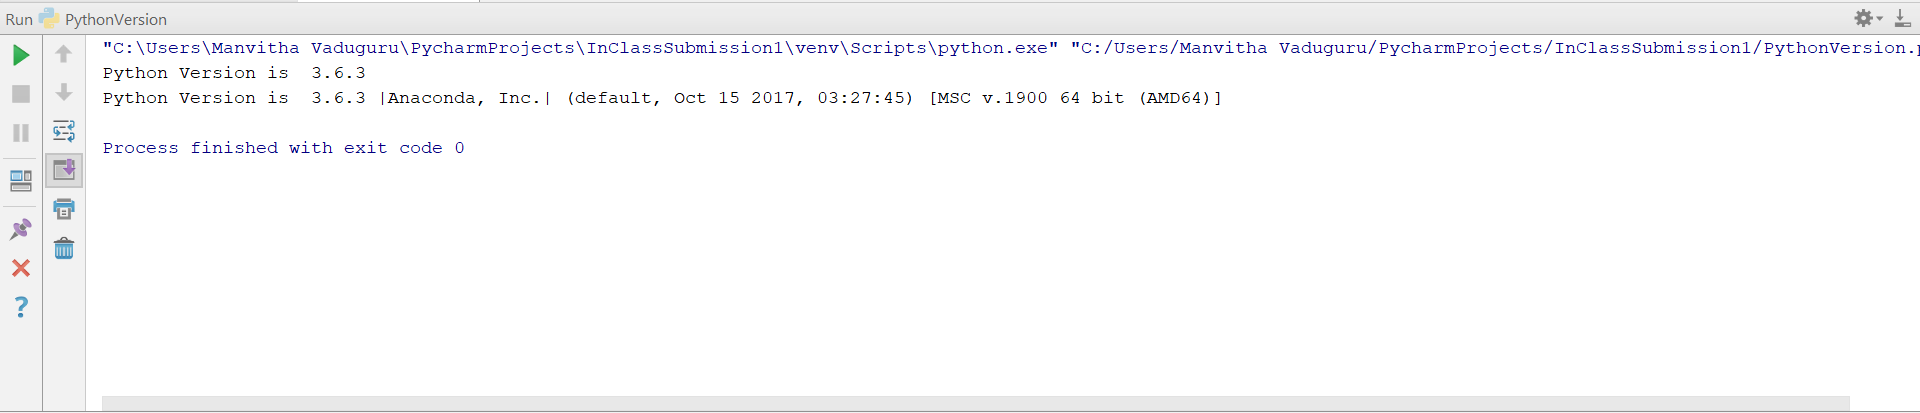 Run PythonVersion
"C:\Users\Manvitha Vaduguru\PycharmProjects\InClassSubmission1\venv\Scripts\python.exe" "C:/Users/Manvitha Vaduguru/PycharmProjects/InClassSubmission1/PythonVersion.
Python Version is  3.6.3
Python Version is  3.6.3 |Anaconda, Inc.| (default, Oct 15 2017, 03:27:45) [MSC v.1900 64 bit (AMD64)]
Process finished with exit code 0